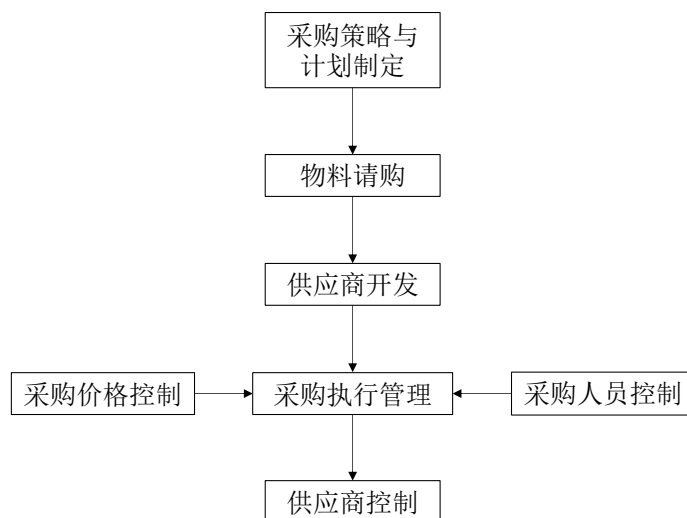 采购策略与
计划制定
物料请购
供应商开发
采购价格控制
采购执行管理
采购人员控制
供应商控制